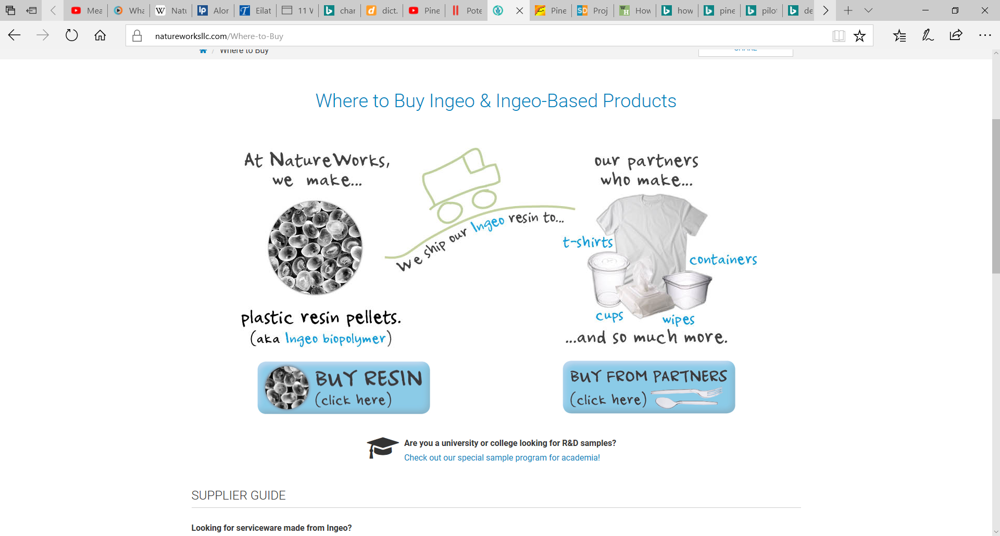 Mea
Wha
Natu
Alor
Eilat
11 V
char
dict.
Pine
Pote
Pine
Proj
How
how
pine
pilot
de
natureworksllc.com/Where-to-Buy
/ Where to Buy
SHARE
Where to Buy Ingeo & Ingeo-Based Products
At NatureWorks,
we make...
plastic resin pellets.
(aka Ingeo biopolymer)
We ship our Ingeo resin to...
our partners
who make...
t-shirts
containers
cups
wipes
...and so much more.
BUY RESIN
(click here)
BUY FROM PARTNERS
(click here)
Are you a university or college looking for R&D samples?
Check out our special sample program for academia!
SUPPLIER GUIDE
Looking for serviceware made from Ingeo?